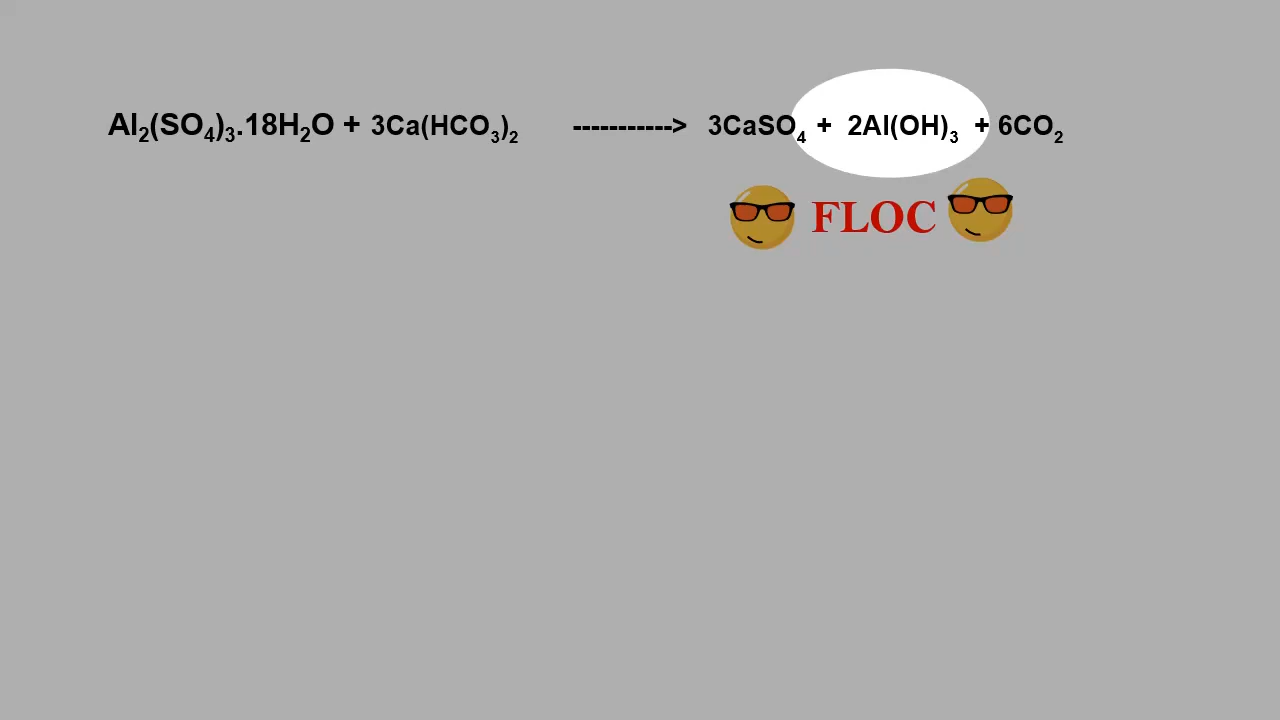 Al₂(SO₄)₃.18H₂O + 3Ca(HCO₃)₂ -----------> 3CaSO₄ + 2Al(OH)₃ + 6CO₂
FLOC